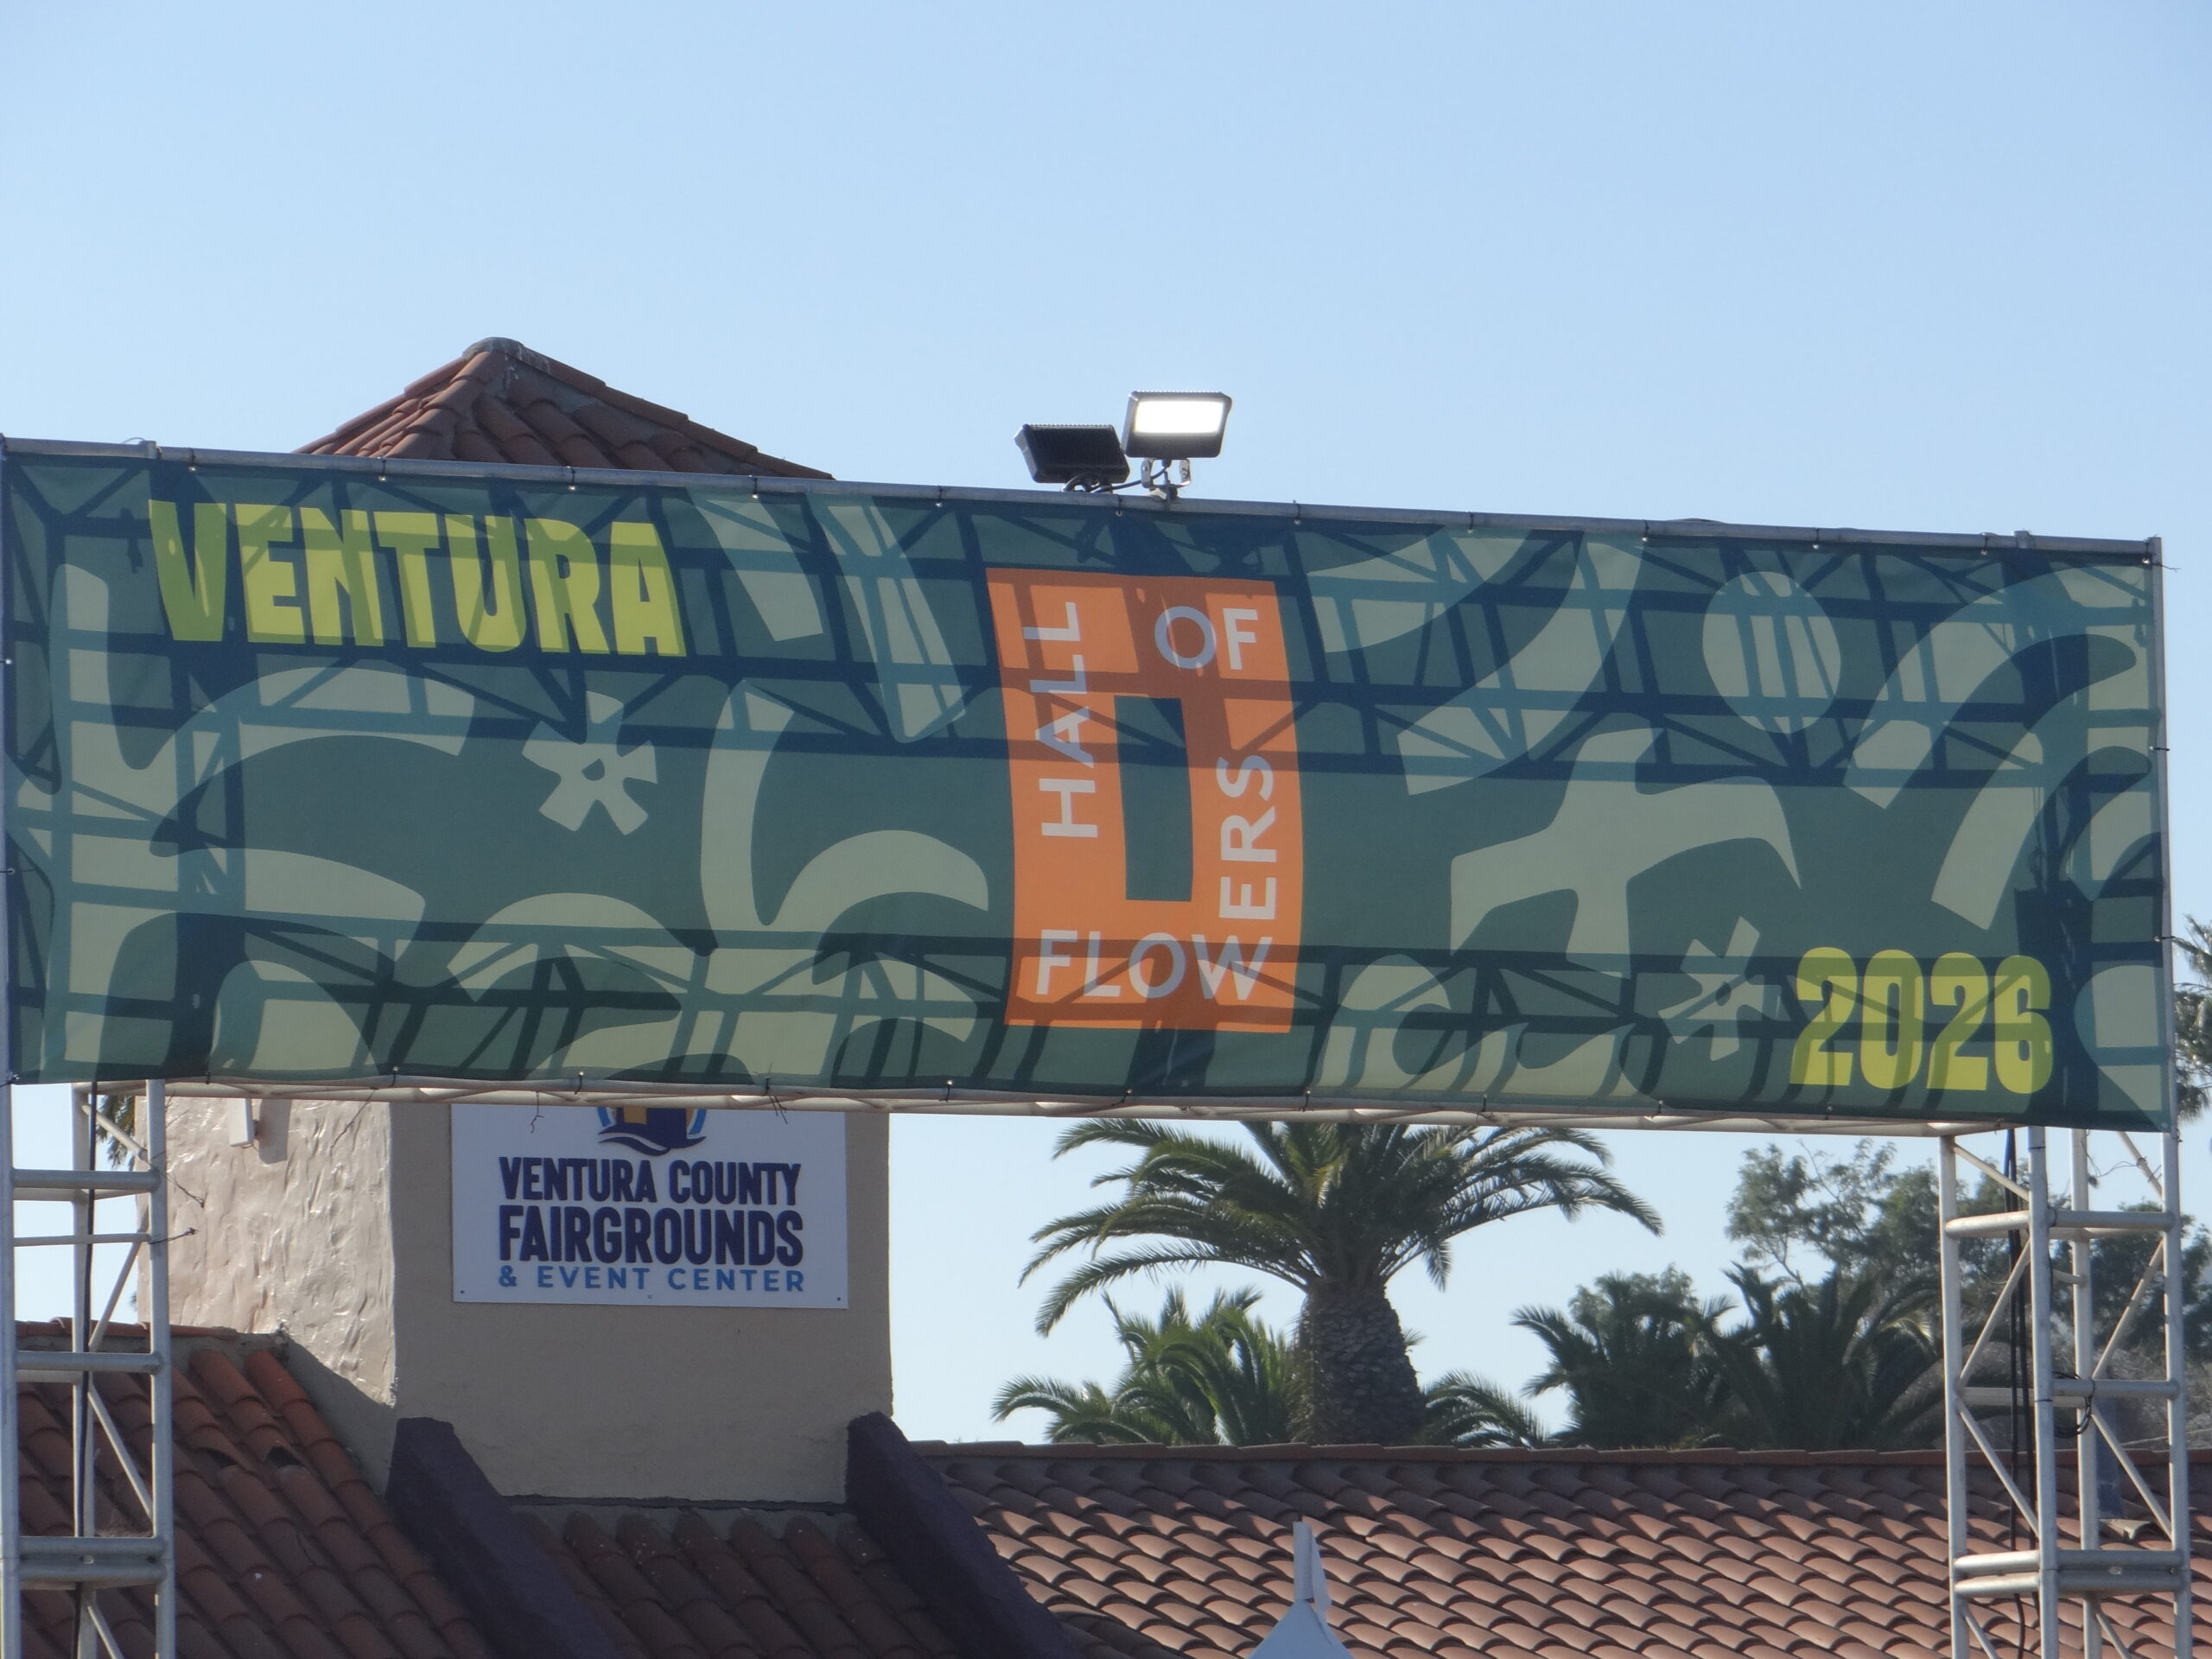 VENTURA
HALL
OF
FLOWERS
2026
VENTURA COUNTY
FAIRGROUNDS
& EVENT CENTER